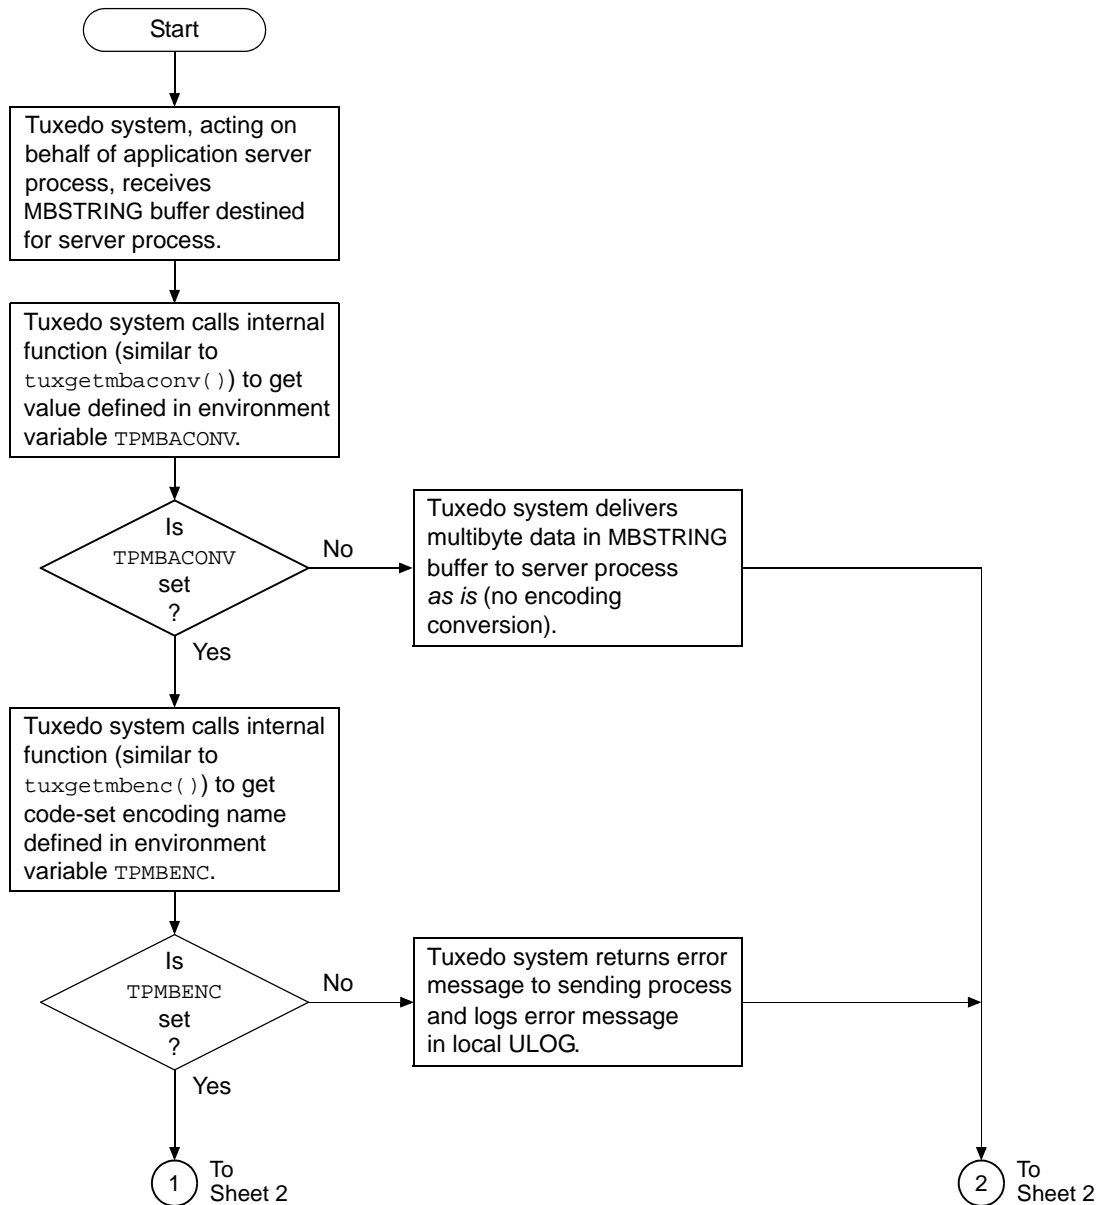 Start
Tuxedo system, acting on
behalf of application server
process, receives
MBSTRING buffer destined
for server process.
Tuxedo system calls internal
function (similar to
tuxgetmbaconv()) to get
value defined in environment
variable TPMBACONV.
Is
TPMBACONV
set
?
No
Yes
Tuxedo system delivers
multibyte data in MBSTRING
buffer to server process
as is (no encoding
conversion).
Tuxedo system calls internal
function (similar to
tuxgetmbenc()) to get
code-set encoding name
defined in environment
variable TPMBENC.
Is
TPMBENC
set
?
No
Yes
Tuxedo system returns error
message to sending process
and logs error message
in local ULOG.
1
To
Sheet 2
2
To
Sheet 2